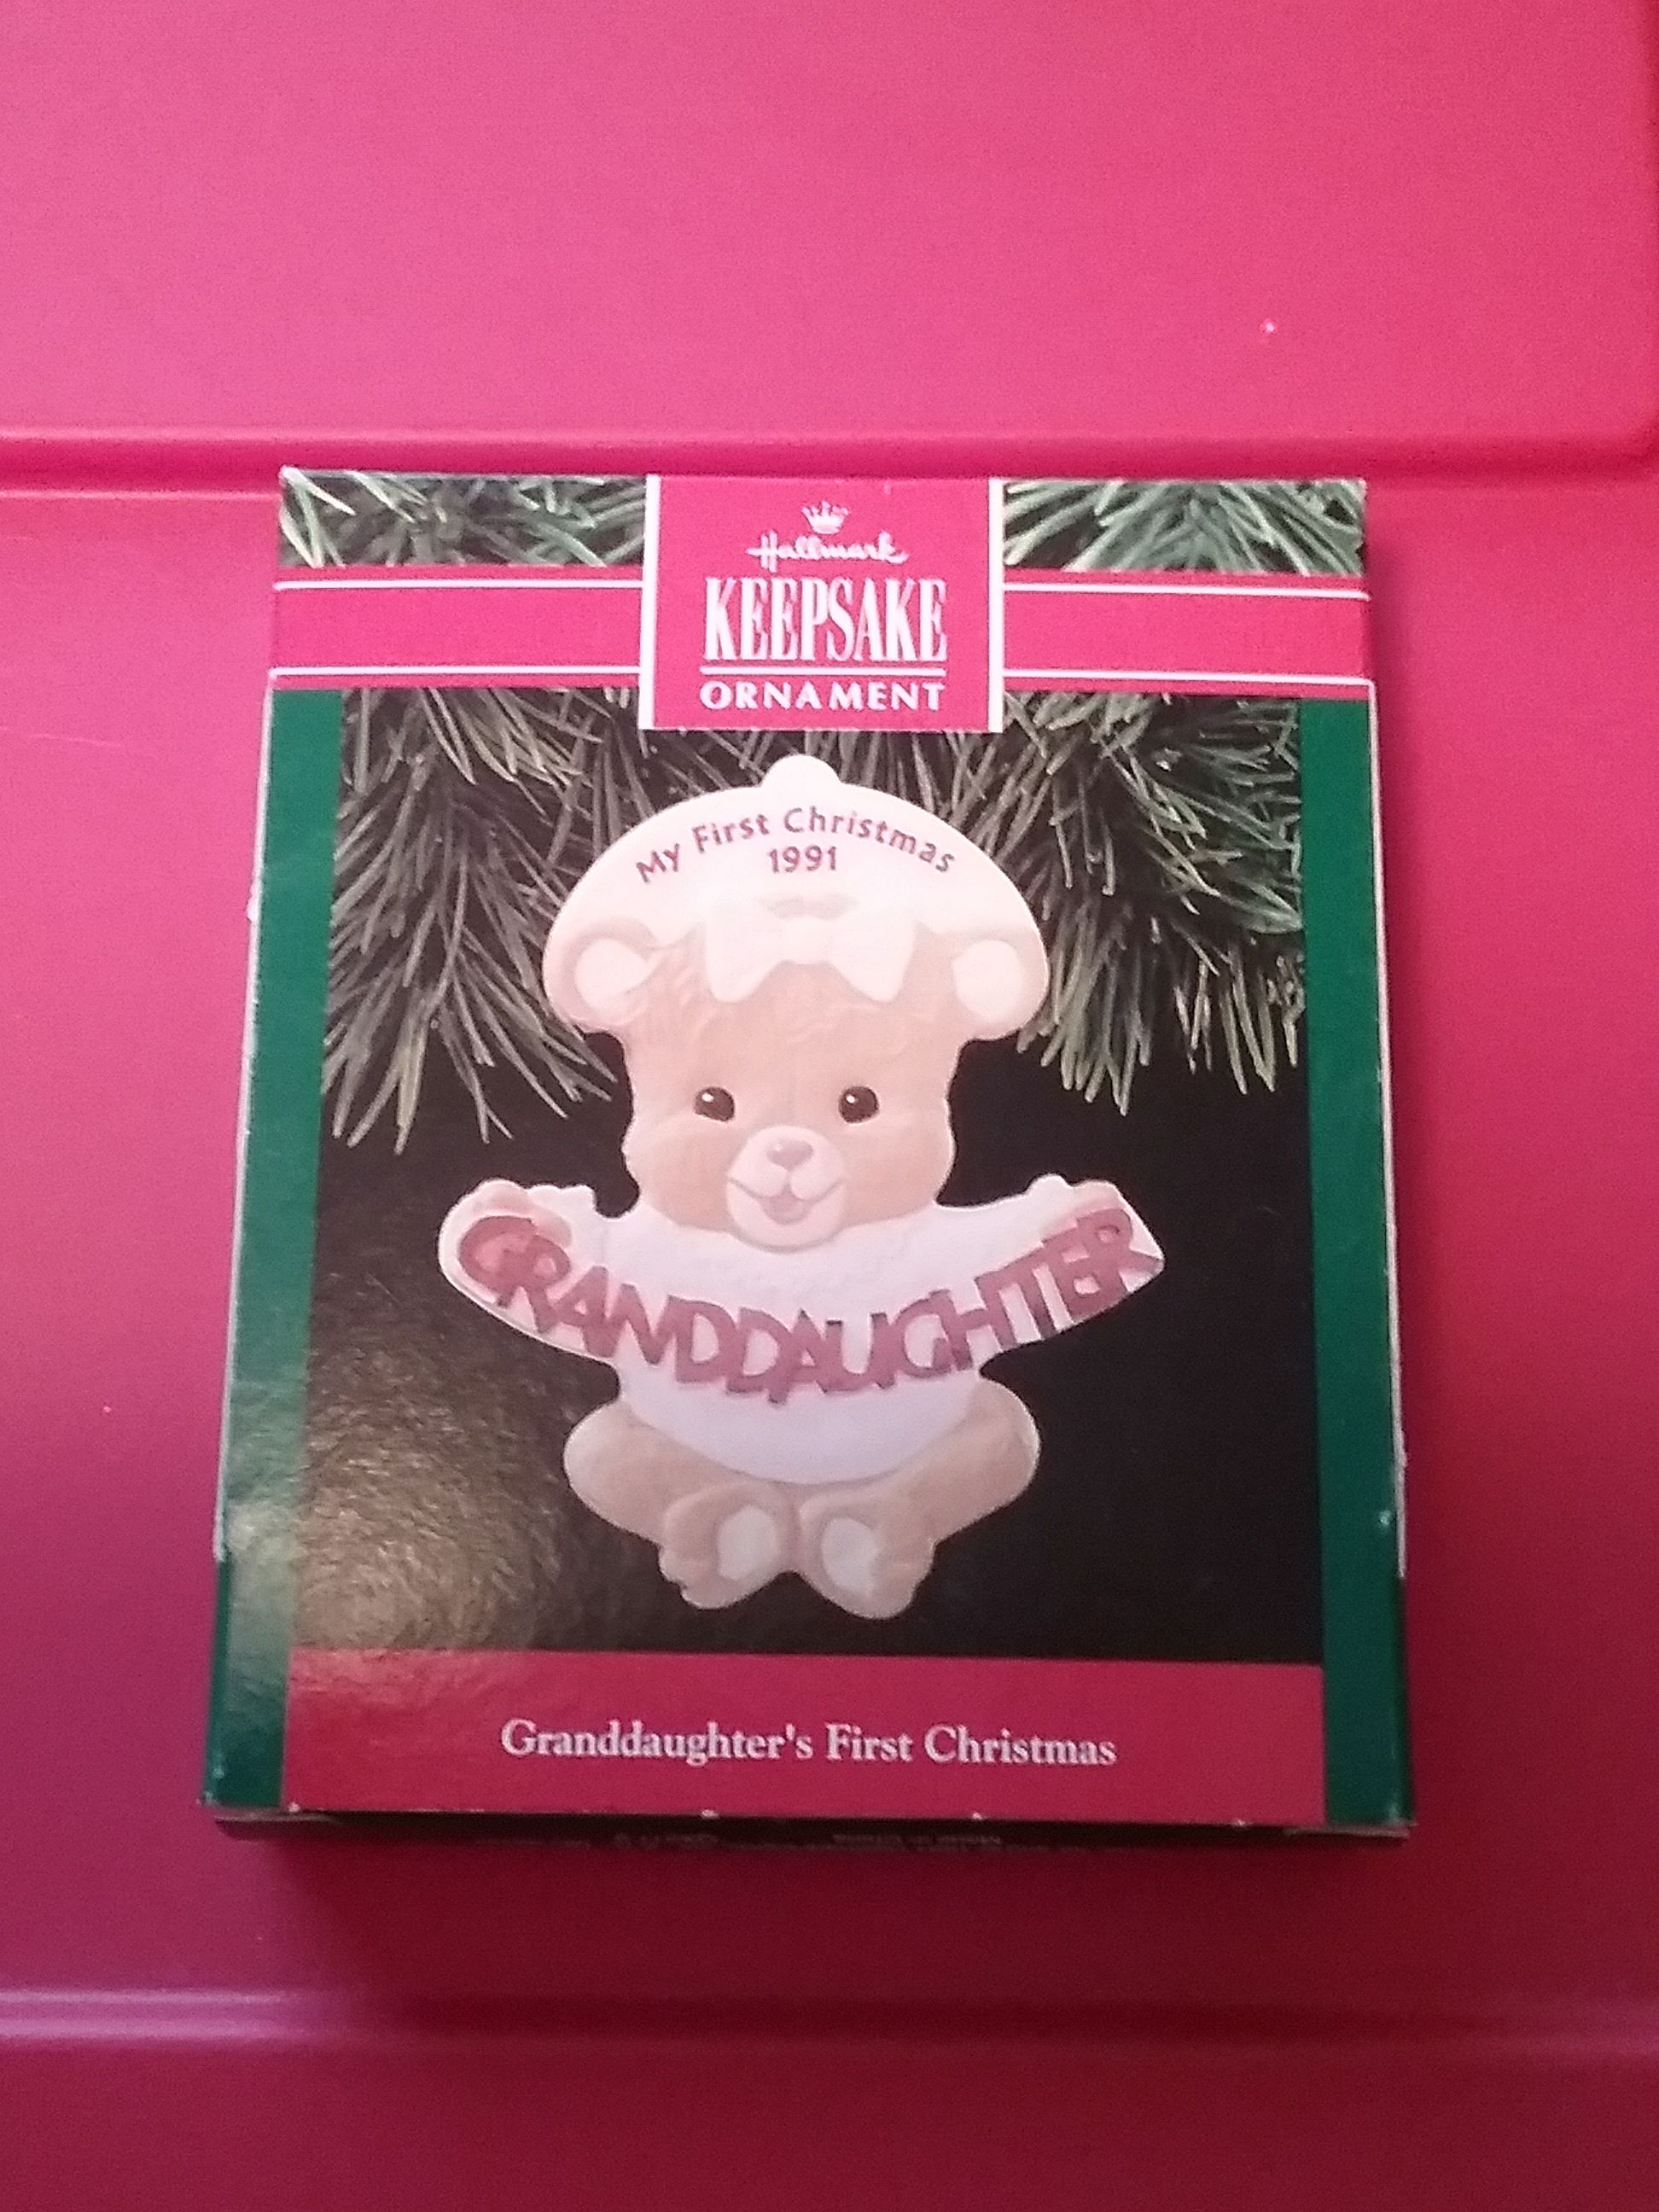 Hallmark
KEEPSAKE
ORNAMENT
My First Christmas
1991
GRANDDAUGHTER
Granddaughter's First Christmas